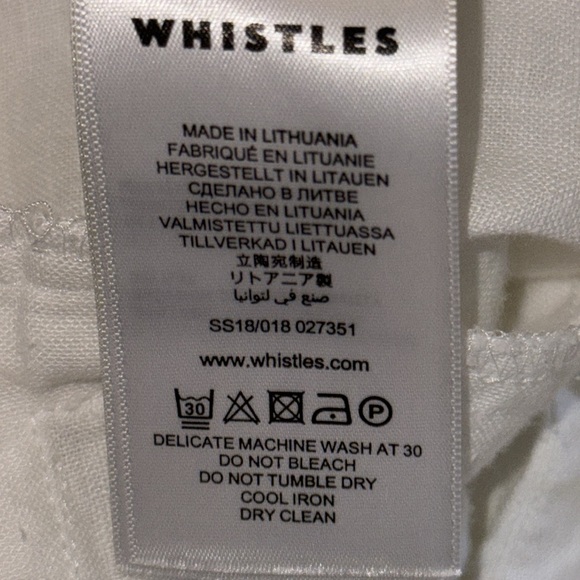 WHISTLES
MADE IN LITHUANIA
FABRIQUÉ EN LITUANIE
HERGESTELLT IN LITAUEN
СДЕЛАНО В ЛИТВЕ
HECHO EN LITUANIA
VALMISTETTU LIETTUASSA
TILLVERKAD I LITAUEN
立陶宛制造
リトアニア製
صنع في لتوانيا
SS18/018 027351
www.whistles.com
30 P
DELICATE MACHINE WASH AT 30
DO NOT BLEACH
DO NOT TUMBLE DRY
COOL IRON
DRY CLEAN